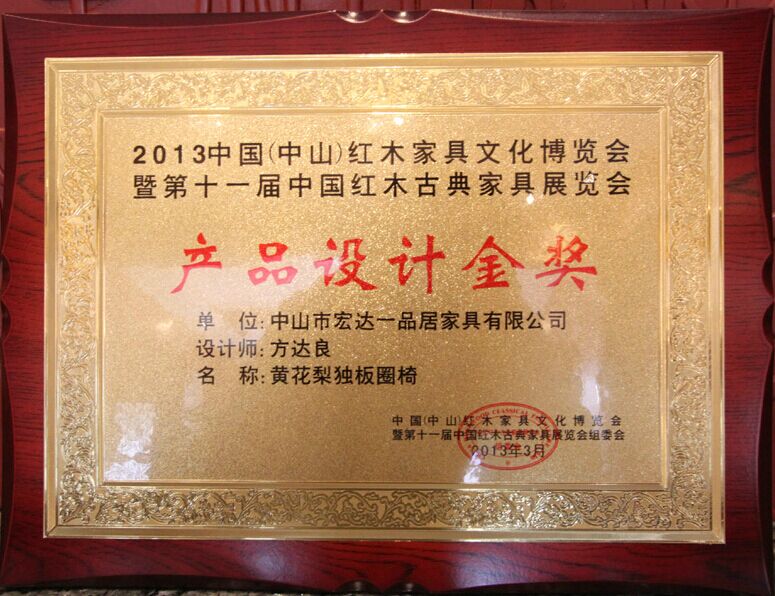 2013中国(中山)红木家具文化博览会
暨第十一届中国红木古典家具展览会
产品设计金奖
单 位:中山市宏达一品居家具有限公司
设计师:方达良
名 称:黄花梨独板圈椅
中国(中山)红木家具文化博览会
暨第十一届中国红木古典家具展览会组委会
2013年3月